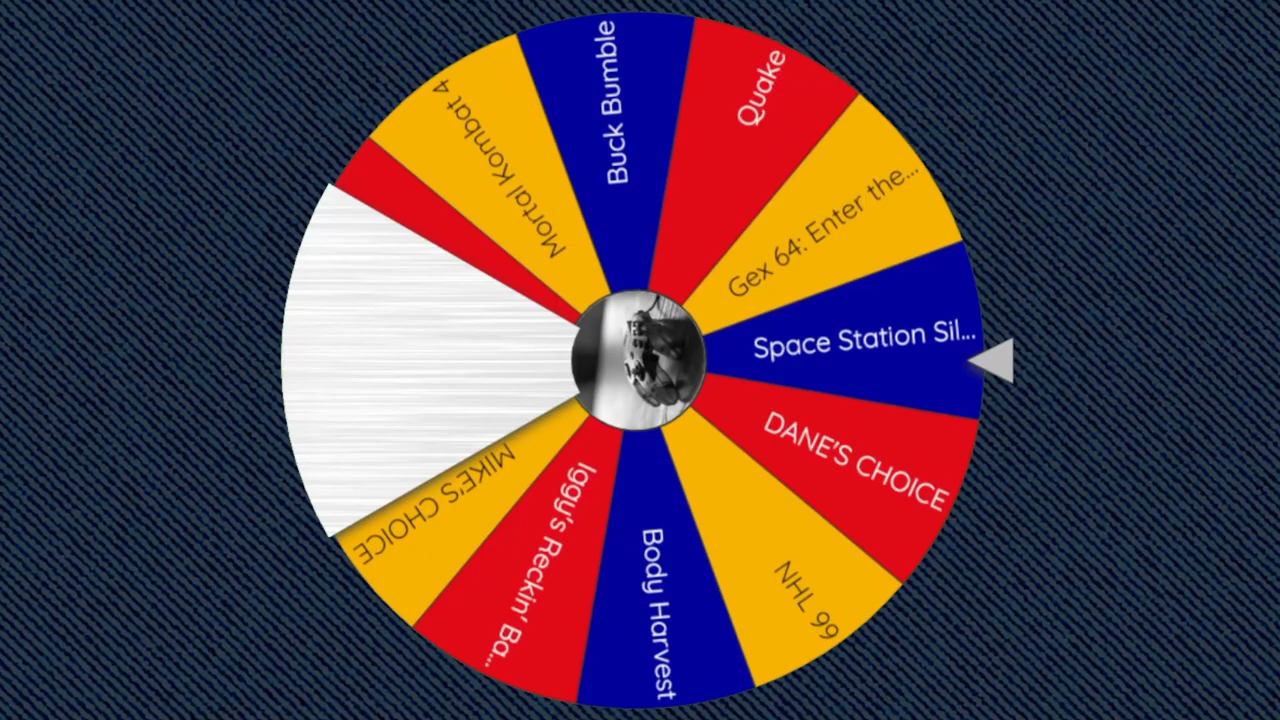 Buck Bumble
Quake
Gex 64: Enter the...
Space Station Sil...
DANE'S CHOICE
NHL 99
Body Harvest
Iggy's Reckin' Ba...
MIKE'S CHOICE
Mortal Kombat 4